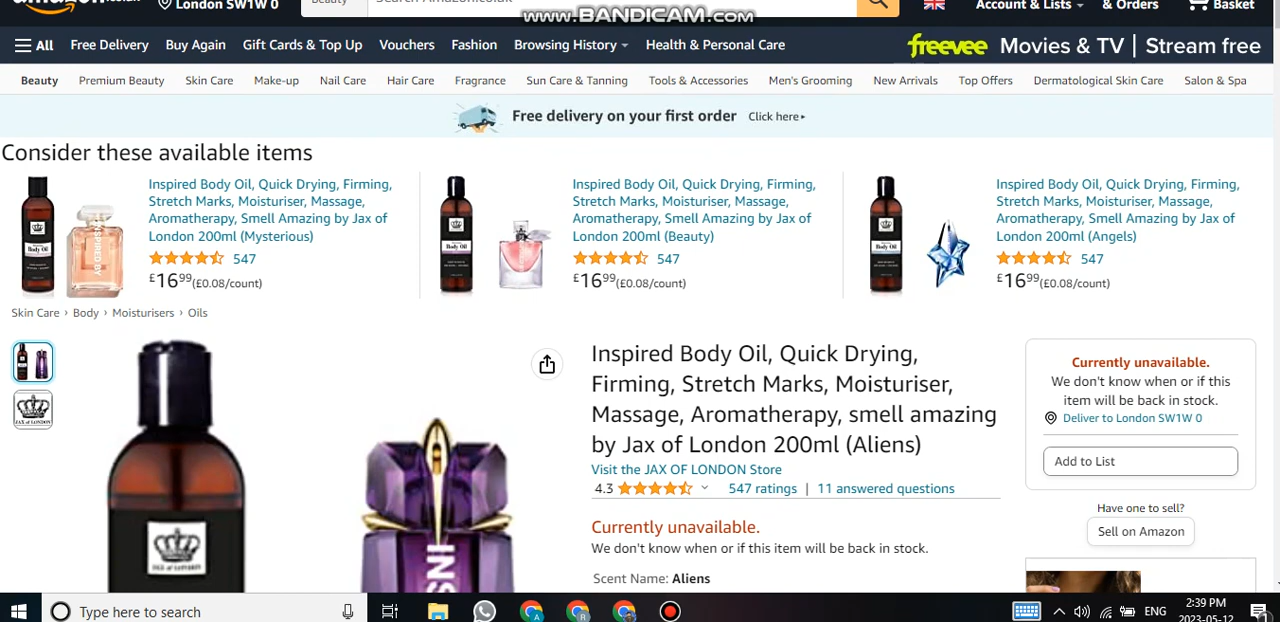 London SW1W 0
www.BANDICAM.com
Account & Lists
& Orders
Basket
All
Free Delivery
Buy Again
Gift Cards & Top Up
Vouchers
Fashion
Browsing History
Health & Personal Care
freevee Movies & TV | Stream free
Beauty
Premium Beauty
Skin Care
Make-up
Nail Care
Hair Care
Fragrance
Sun Care & Tanning
Tools & Accessories
Men's Grooming
New Arrivals
Top Offers
Dermatological Skin Care
Salon & Spa
Free delivery on your first order Click here▸
Consider these available items
Inspired Body Oil, Quick Drying, Firming,
Stretch Marks, Moisturiser, Massage,
Aromatherapy, Smell Amazing by Jax of
London 200ml (Mysterious)
547
£16⁹⁹(£0.08/count)
Inspired Body Oil, Quick Drying, Firming,
Stretch Marks, Moisturiser, Massage,
Aromatherapy, Smell Amazing by Jax of
London 200ml (Beauty)
547
£16⁹⁹(£0.08/count)
Inspired Body Oil, Quick Drying, Firming,
Stretch Marks, Moisturiser, Massage,
Aromatherapy, Smell Amazing by Jax of
London 200ml (Angels)
547
£16⁹⁹(£0.08/count)
Skin Care › Body › Moisturisers › Oils
Inspired Body Oil, Quick Drying,
Firming, Stretch Marks, Moisturiser,
Massage, Aromatherapy, smell amazing
by Jax of London 200ml (Aliens)
Visit the JAX OF LONDON Store
4.3
547 ratings | 11 answered questions
Currently unavailable.
We don't know when or if this item will be back in stock.
Scent Name: Aliens
Currently unavailable.
We don't know when or if this
item will be back in stock.
Deliver to London SW1W 0
Add to List
Have one to sell?
Sell on Amazon
JAX of LONDON
Type here to search
ENG
2:39 PM
2023-05-12